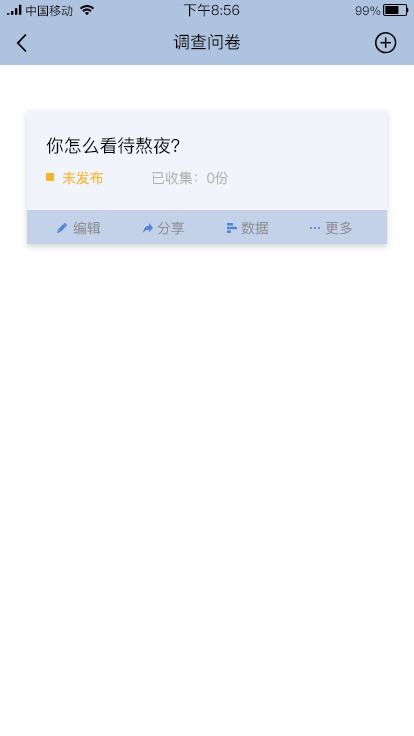 中国移动 下午8:56 99%
调查问卷
你怎么看待熬夜?
未发布 已收集：0份
编辑 分享 数据 更多